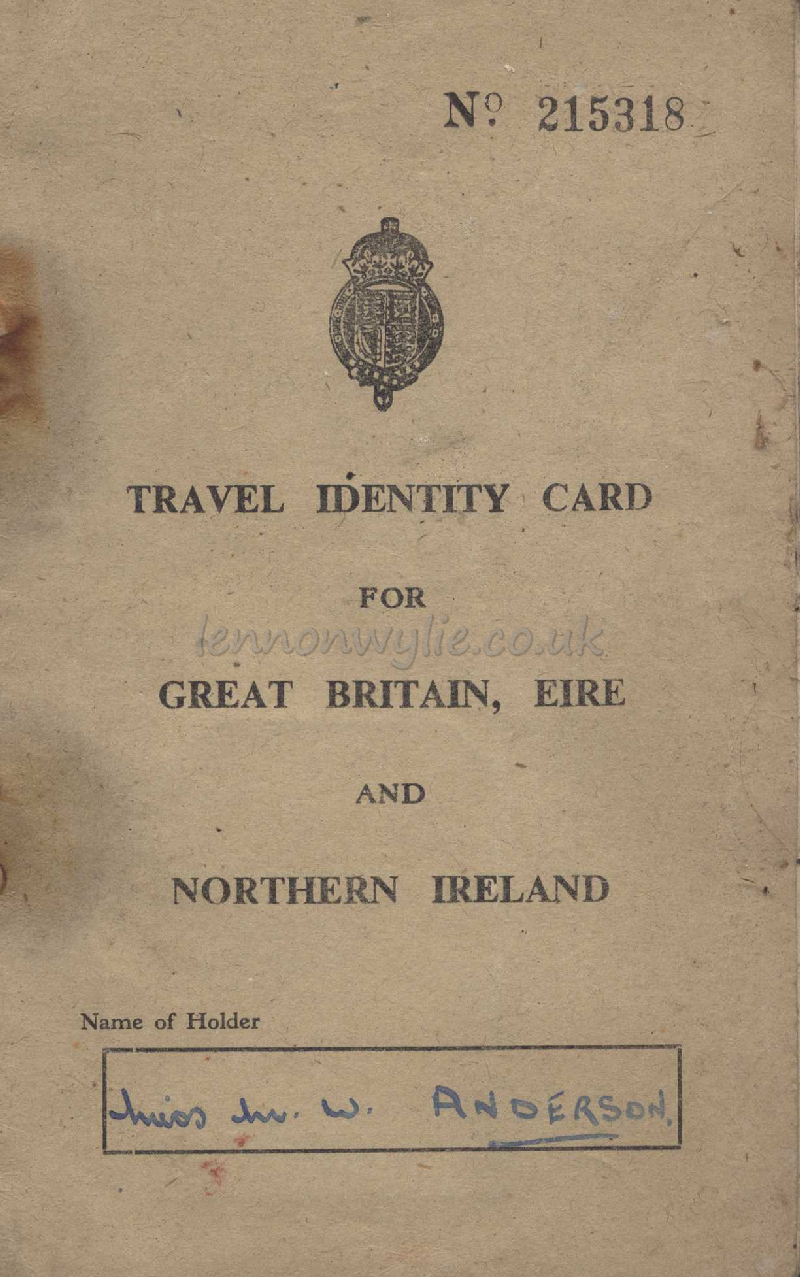 Nº 215318
TRAVEL IDENTITY CARD
FOR
lennonwylie.co.uk
GREAT BRITAIN, EIRE
AND
NORTHERN IRELAND
Name of Holder
Miss M. W. ANDERSON.